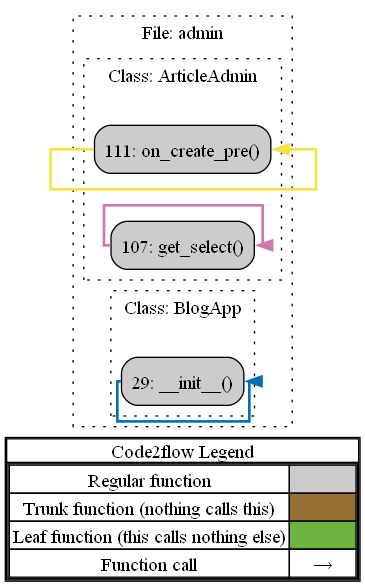 File: admin
Class: ArticleAdmin
111: on_create_pre()
107: get_select()
Class: BlogApp
29: __init__()
Code2flow Legend
Regular function
Trunk function (nothing calls this)
Leaf function (this calls nothing else)
Function call →